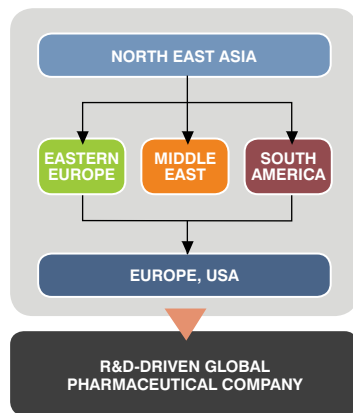 NORTH EAST ASIA
EASTERN
EUROPE
MIDDLE
EAST
SOUTH
AMERICA
EUROPE, USA
R&D-DRIVEN GLOBAL
PHARMACEUTICAL COMPANY